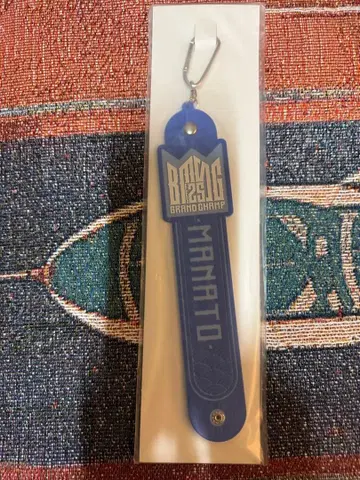 BMSG
25
GRAND CHAMP
·MANATO·